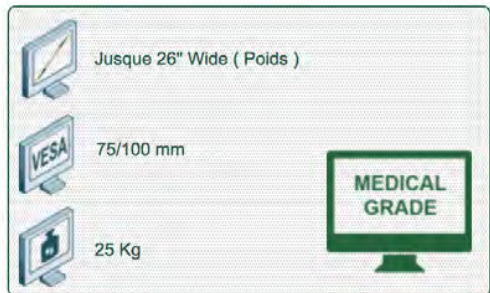 Jusque 26" Wide ( Poids )
VESA
75/100 mm
25 Kg
MEDICAL
GRADE